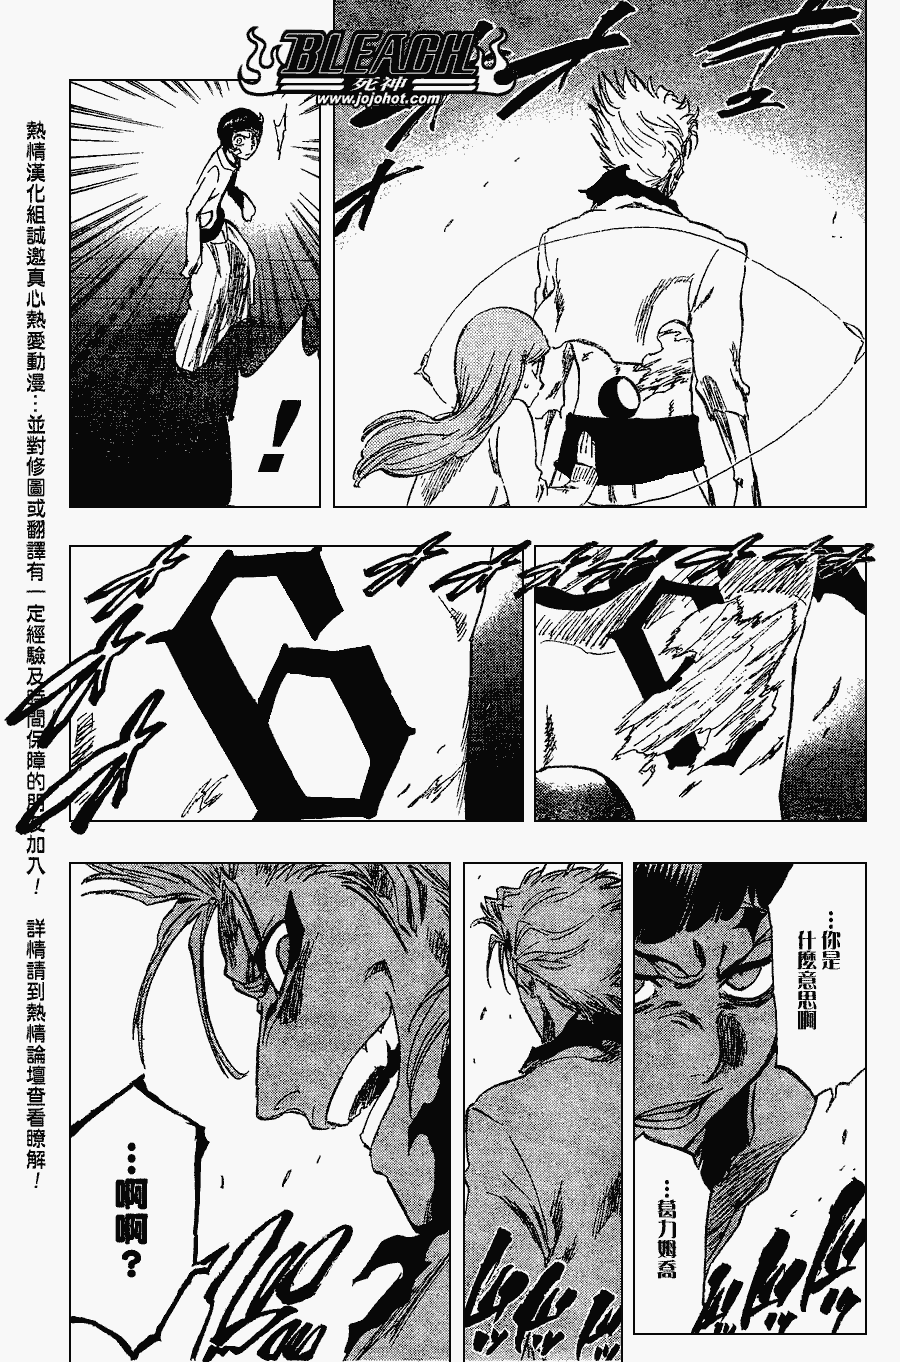 BLEACH
死神
www.jojohot.com
熱情漢化組誠邀真心熱愛動漫…並對修圖或翻譯有一定經驗及時間保障的朋友加入！　詳情請到熱情論壇查看瞭解！
！
6
…你是
什麼意思啊
…葛力姆喬
…啊啊？